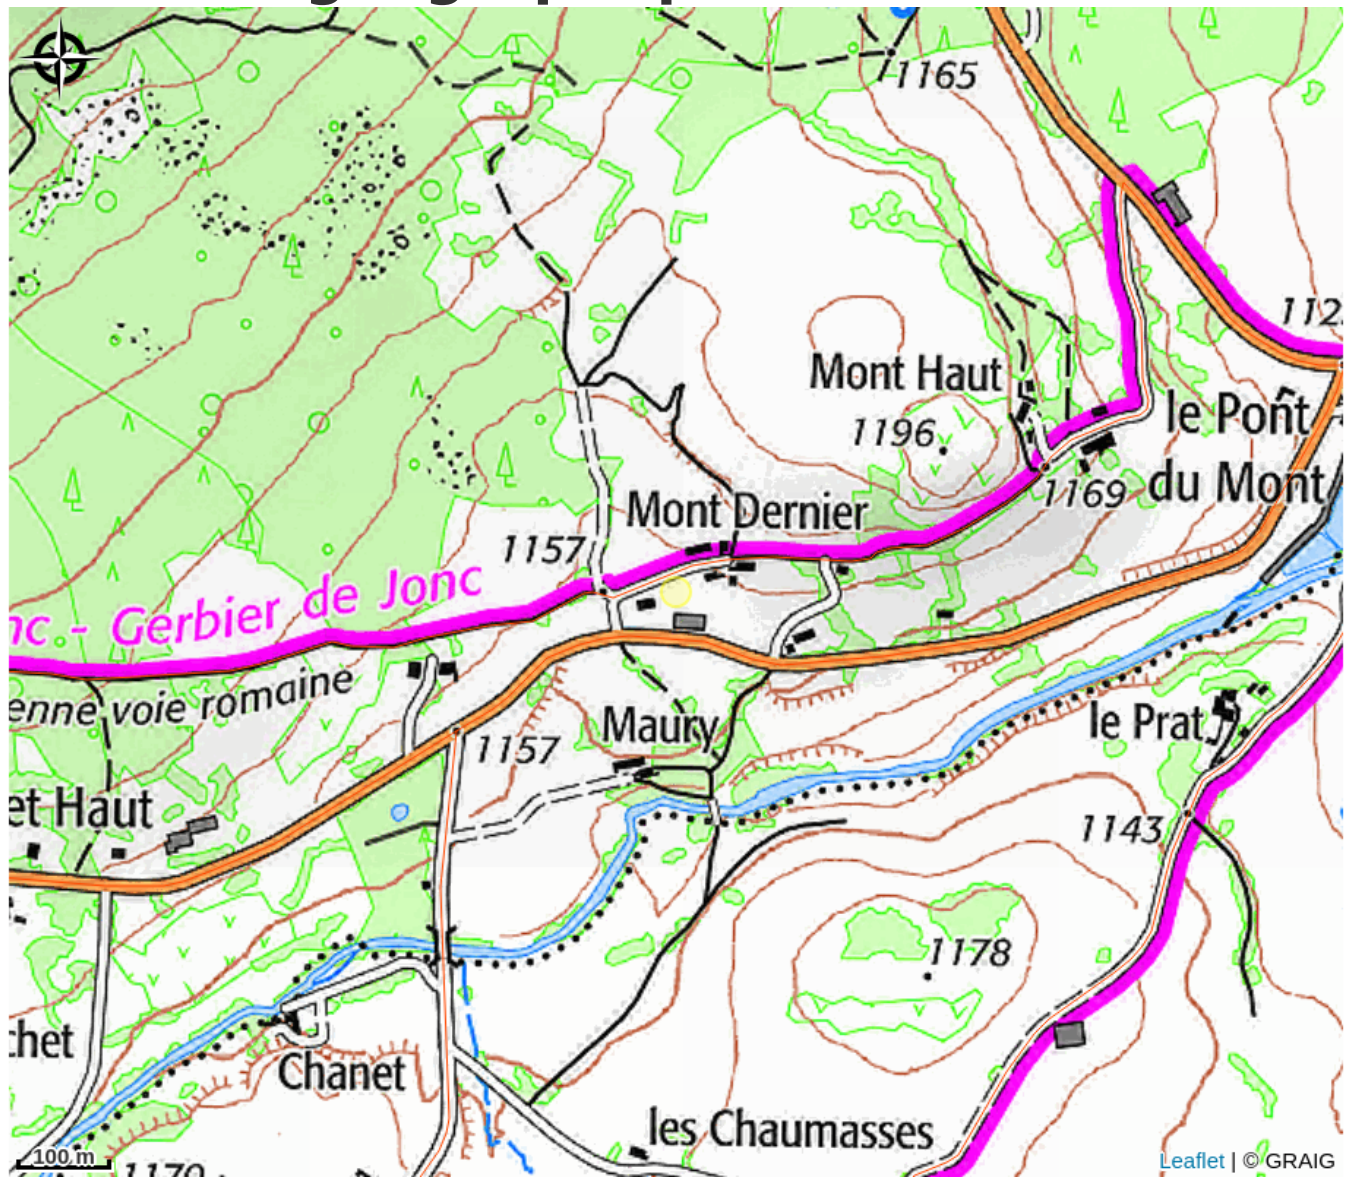 1165
112
Mont Haut
1196
le Pont
du Mont
1169
Mont Dernier
1157
nc - Gerbier de Jonc
enne voie romaine
Maury
le Prat
1157
et Haut
1143
1178
chet
Chanet
les Chaumasses
100 m
1170
Leaflet | © GRAIG